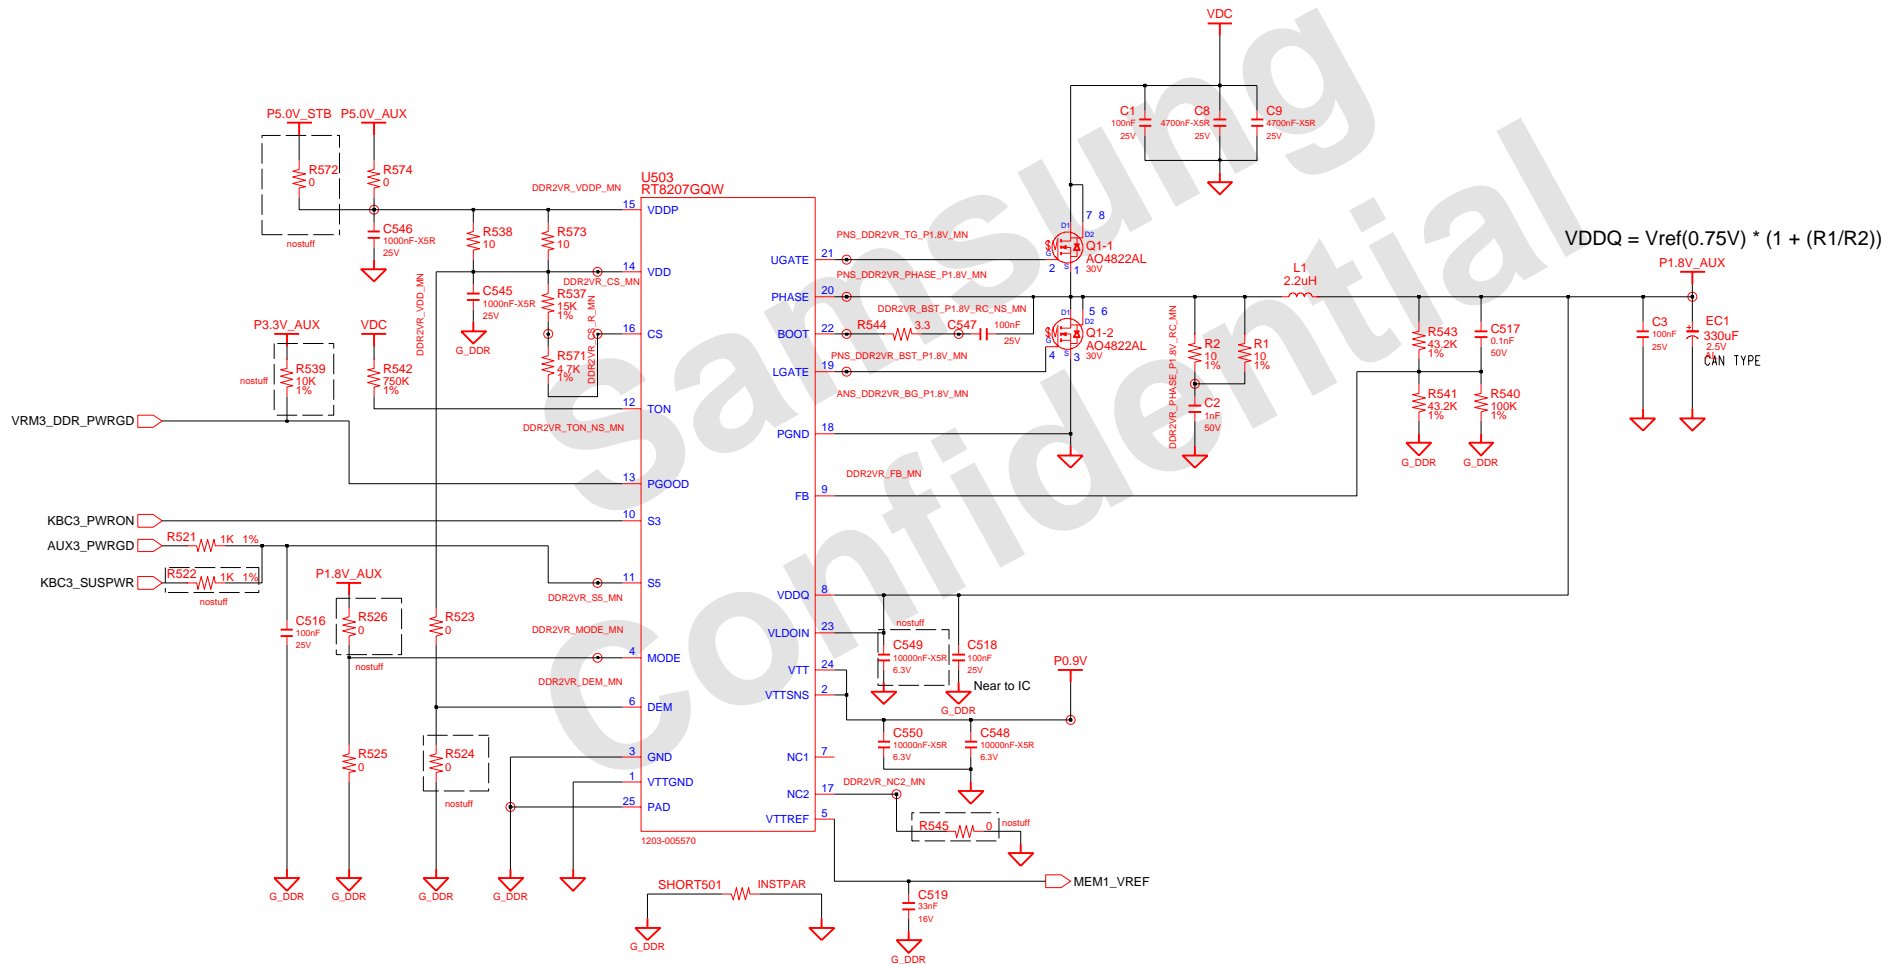 Samsung
Confidential
VDC
C1
100nF
25V
C8
4700nF-X5R
25V
C9
4700nF-X5R
25V
P5.0V_STB
P5.0V_AUX
R572
0
nostuff
R574
0
C546
1000nF-X5R
25V
R538
10
R573
10
C545
1000nF-X5R
25V
G_DDR
R537
15K
1%
R571
4.7K
1%
DDR2VR_VDD_MN
DDR2VR_CS_R_MN
P3.3V_AUX
VDC
nostuff
R539
10K
1%
R542
750K
1%
VRM3_DDR_PWRGD
KBC3_PWRON
AUX3_PWRGD
KBC3_SUSPWR
R521
1K 1%
R522
1K 1%
nostuff
C516
100nF
25V
G_DDR
P1.8V_AUX
R526
0
nostuff
R525
0
G_DDR
R523
0
R524
0
nostuff
G_DDR
G_DDR
U503
RT8207GQW
DDR2VR_VDDP_MN
15 VDDP
14 VDD
DDR2VR_CS_MN
16 CS
12 TON
DDR2VR_TON_NS_MN
13 PGOOD
10 S3
11 S5
DDR2VR_S5_MN
DDR2VR_MODE_MN
4 MODE
DDR2VR_DEM_MN
6 DEM
3 GND
1 VTTGND
25 PAD
1203-005570
UGATE 21
PHASE 20
BOOT 22
LGATE 19
PGND 18
FB 9
VDDQ 8
VLDOIN 23
VTT 24
VTTSNS 2
NC1 7
NC2 17
VTTREF 5
PNS_DDR2VR_TG_P1.8V_MN
PNS_DDR2VR_PHASE_P1.8V_MN
DDR2VR_BST_P1.8V_RC_NS_MN
R544
3.3
C547
100nF
25V
PNS_DDR2VR_BST_P1.8V_MN
ANS_DDR2VR_BG_P1.8V_MN
DDR2VR_FB_MN
D1
7 8
D2
G
S
2
1
Q1-1
AO4822AL
30V
D1
5 6
D2
G
S
4
3
Q1-2
AO4822AL
30V
DDR2VR_PHASE_P1.8V_RC_MN
R2
10
1%
R1
10
1%
C2
1nF
50V
L1
2.2uH
VDDQ = Vref(0.75V) * (1 + (R1/R2))
P1.8V_AUX
R543
43.2K
1%
C517
0.1nF
50V
R541
43.2K
1%
R540
100K
1%
G_DDR
G_DDR
C3
100nF
25V
EC1
330uF
2.5V
AL
CAN TYPE
nostuff
C549
10000nF-X5R
6.3V
C518
100nF
25V
Near to IC
G_DDR
P0.9V
C550
10000nF-X5R
6.3V
C548
10000nF-X5R
6.3V
DDR2VR_NC2_MN
R545
0
nostuff
MEM1_VREF
C519
33nF
16V
G_DDR
SHORT501
INSTPAR
G_DDR